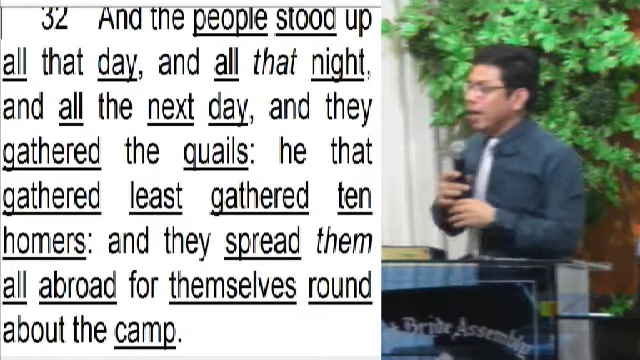 32 And the people stood up
all that day, and all that night,
and all the next day, and they
gathered the quails: he that
gathered least gathered ten
homers: and they spread them
all abroad for themselves round
about the camp.
Bride Assembly